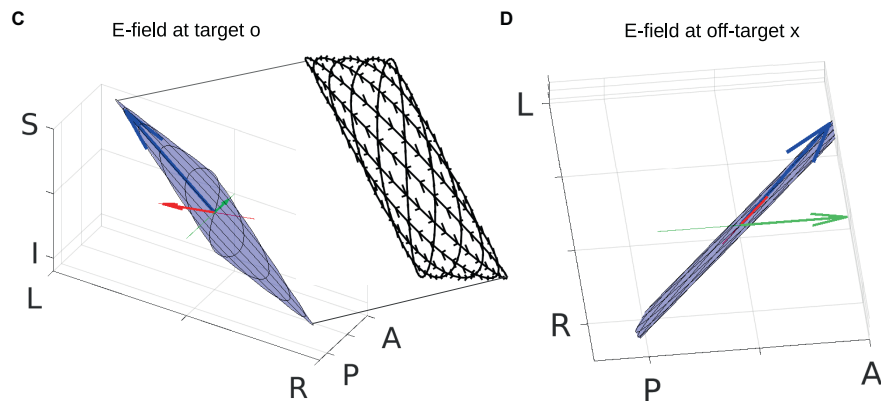 C
E-field at target o
S
I
L
R
P
A
D
E-field at off-target x
L
R
P
A